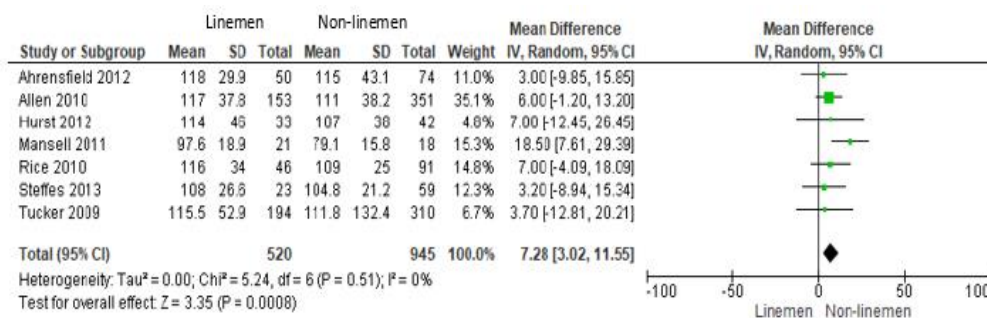 Linemen Non-linemen Mean Difference Mean Difference
Study or Subgroup Mean SD Total Mean SD Total Weight IV, Random, 95% CI IV, Random, 95% CI
Ahrensfield 2012 118 29.9 50 115 43.1 74 11.0% 3.00 [-9.85, 15.85]
Allen 2010 117 37.8 153 111 38.2 351 35.1% 6.00 [-1.20, 13.20]
Hurst 2012 114 46 33 107 38 42 4.8% 7.00 [-12.45, 26.45]
Mansell 2011 97.6 18.9 21 79.1 15.8 18 15.3% 18.50 [7.61, 29.39]
Rice 2010 116 34 46 109 25 91 14.8% 7.00 [-4.09, 18.09]
Steffes 2013 108 26.6 23 104.8 21.2 59 12.3% 3.20 [-8.94, 15.34]
Tucker 2009 115.5 52.9 194 111.8 132.4 310 6.7% 3.70 [-12.81, 20.21]
Total (95% CI) 520 945 100.0% 7.28 [3.02, 11.55]
Heterogeneity: Tau² = 0.00; Chi² = 5.24, df = 6 (P = 0.51); I² = 0%
Test for overall effect: Z = 3.35 (P = 0.0008)
-100 -50 0 50 100
Linemen Non-linemen